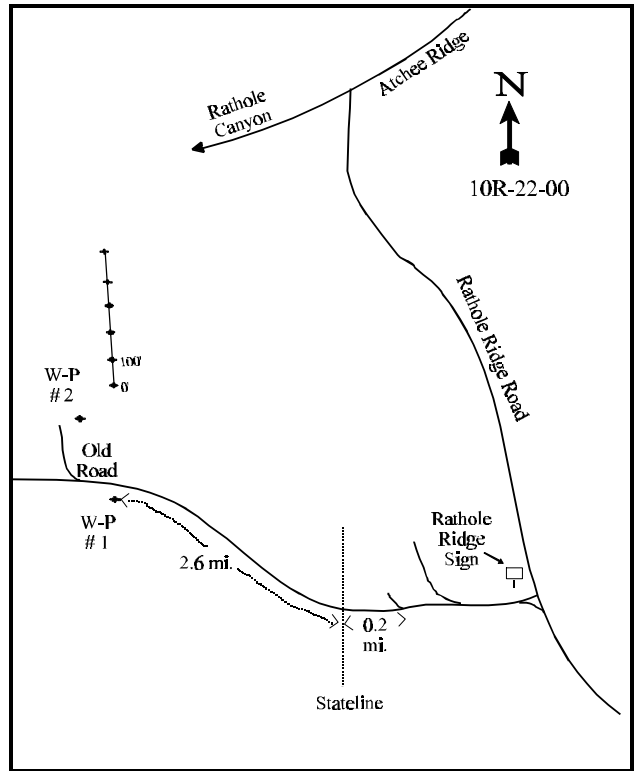 Atchee Ridge
Rathole
Canyon
N
10R-22-00
Rathole Ridge Road
100'
0'
W-P
# 2
Old
Road
W-P
# 1
2.6 mi.
Rathole
Ridge
Sign
0.2
mi.
Stateline